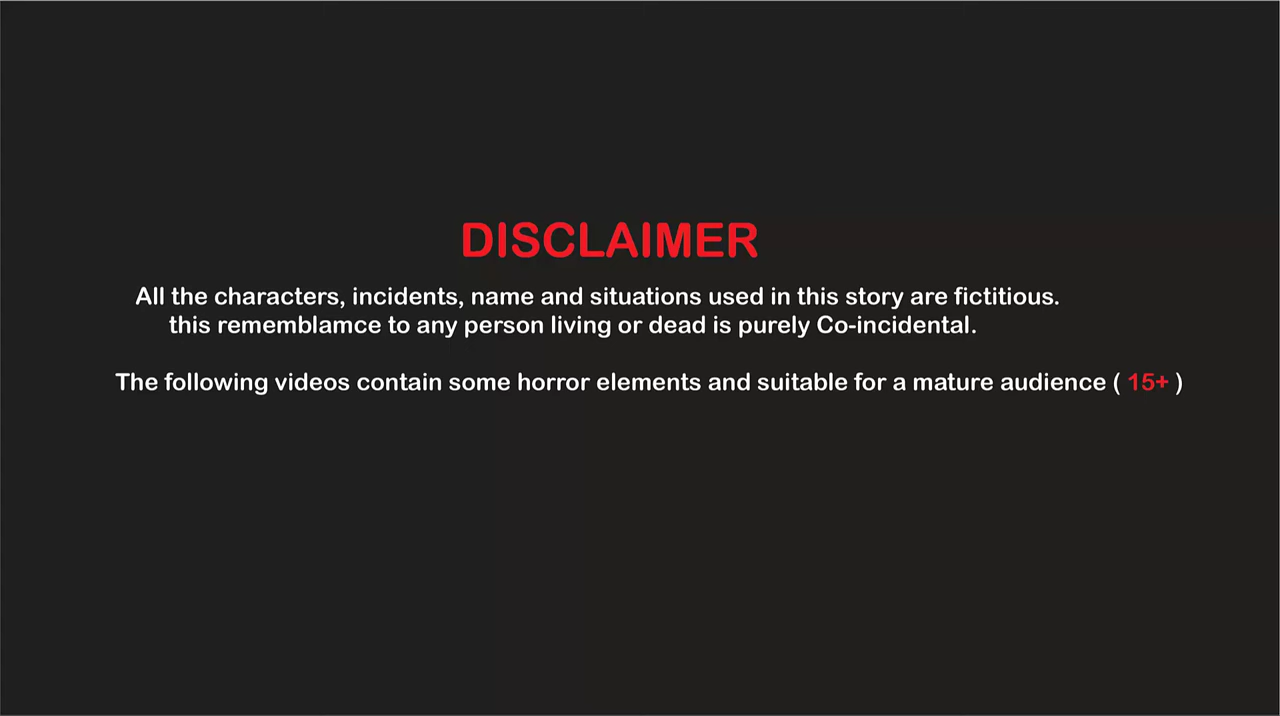 DISCLAIMER
All the characters, incidents, name and situations used in this story are fictitious.
this rememblamce to any person living or dead is purely Co-incidental.
The following videos contain some horror elements and suitable for a mature audience ( 15+ )